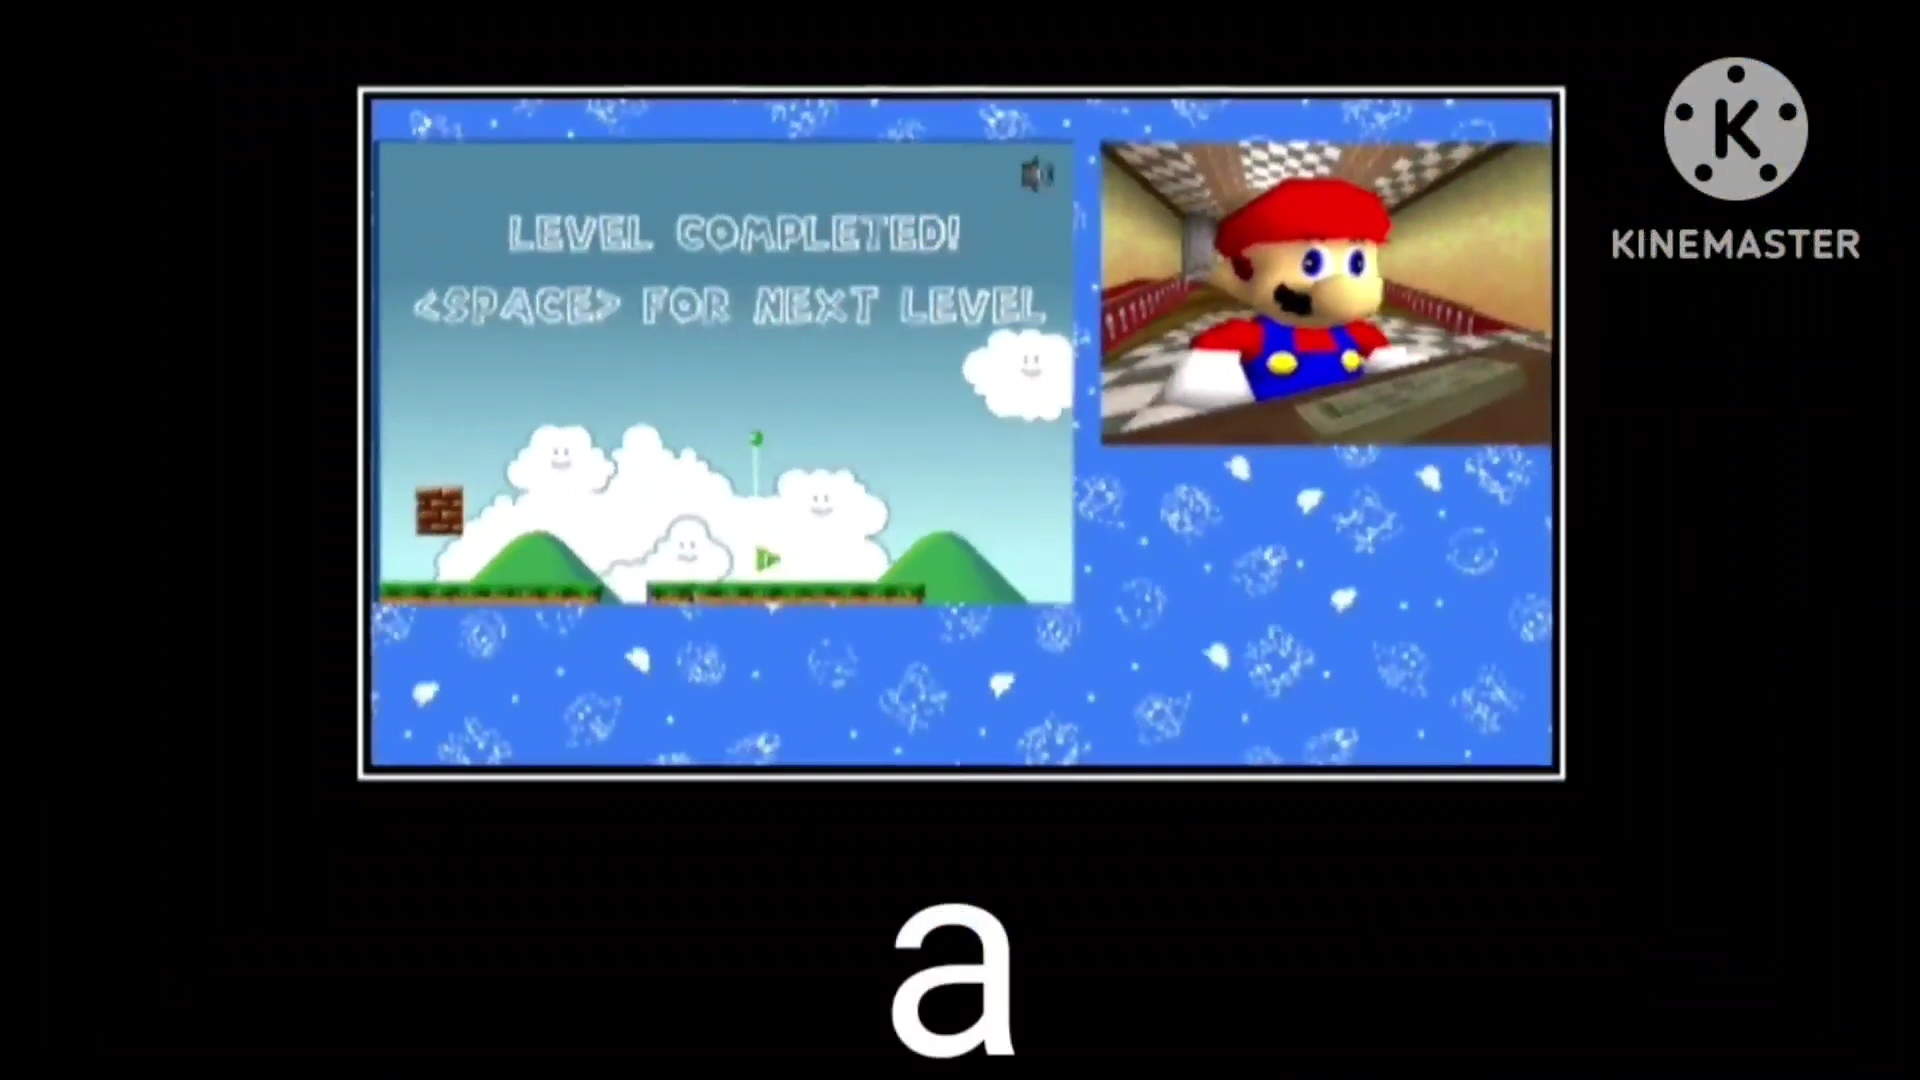 LEVEL COMPLETED!
<SPACE> FOR NEXT LEVEL
K
KINEMASTER
a